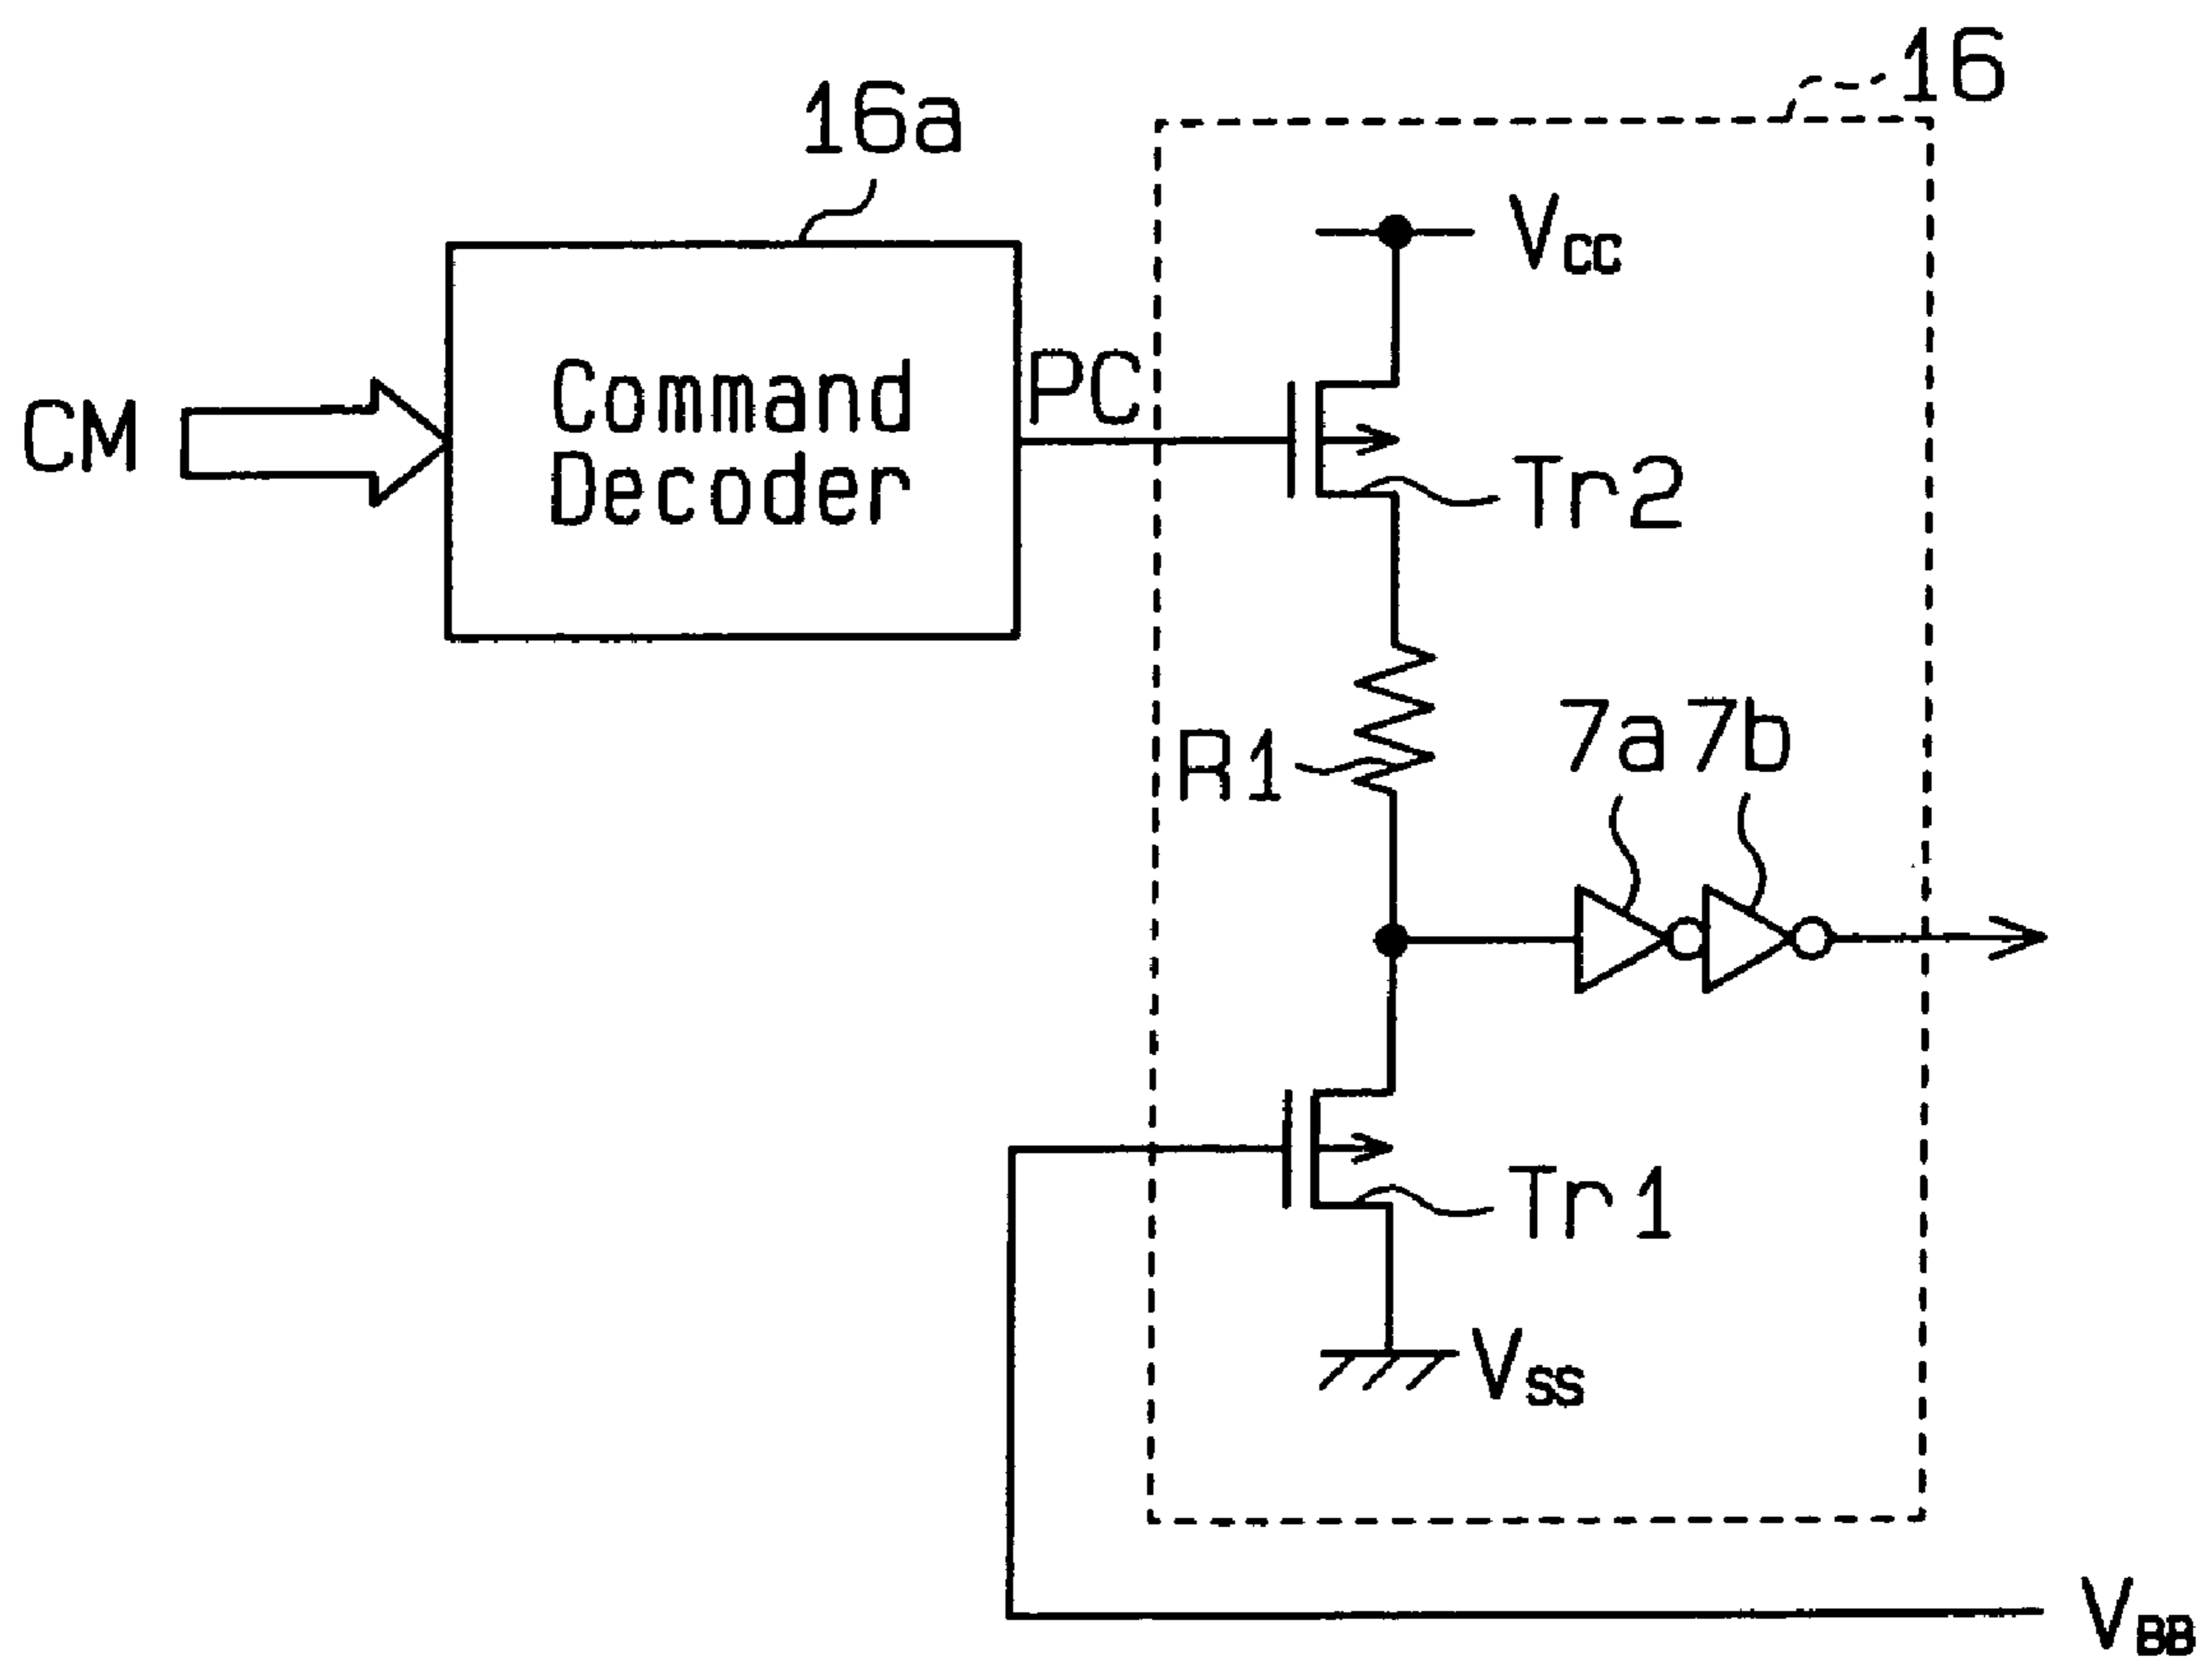 16
16a
Vcc
CM
Command
Decoder
PC
Tr2
R1
7a 7b
Tr1
Vss
VBB